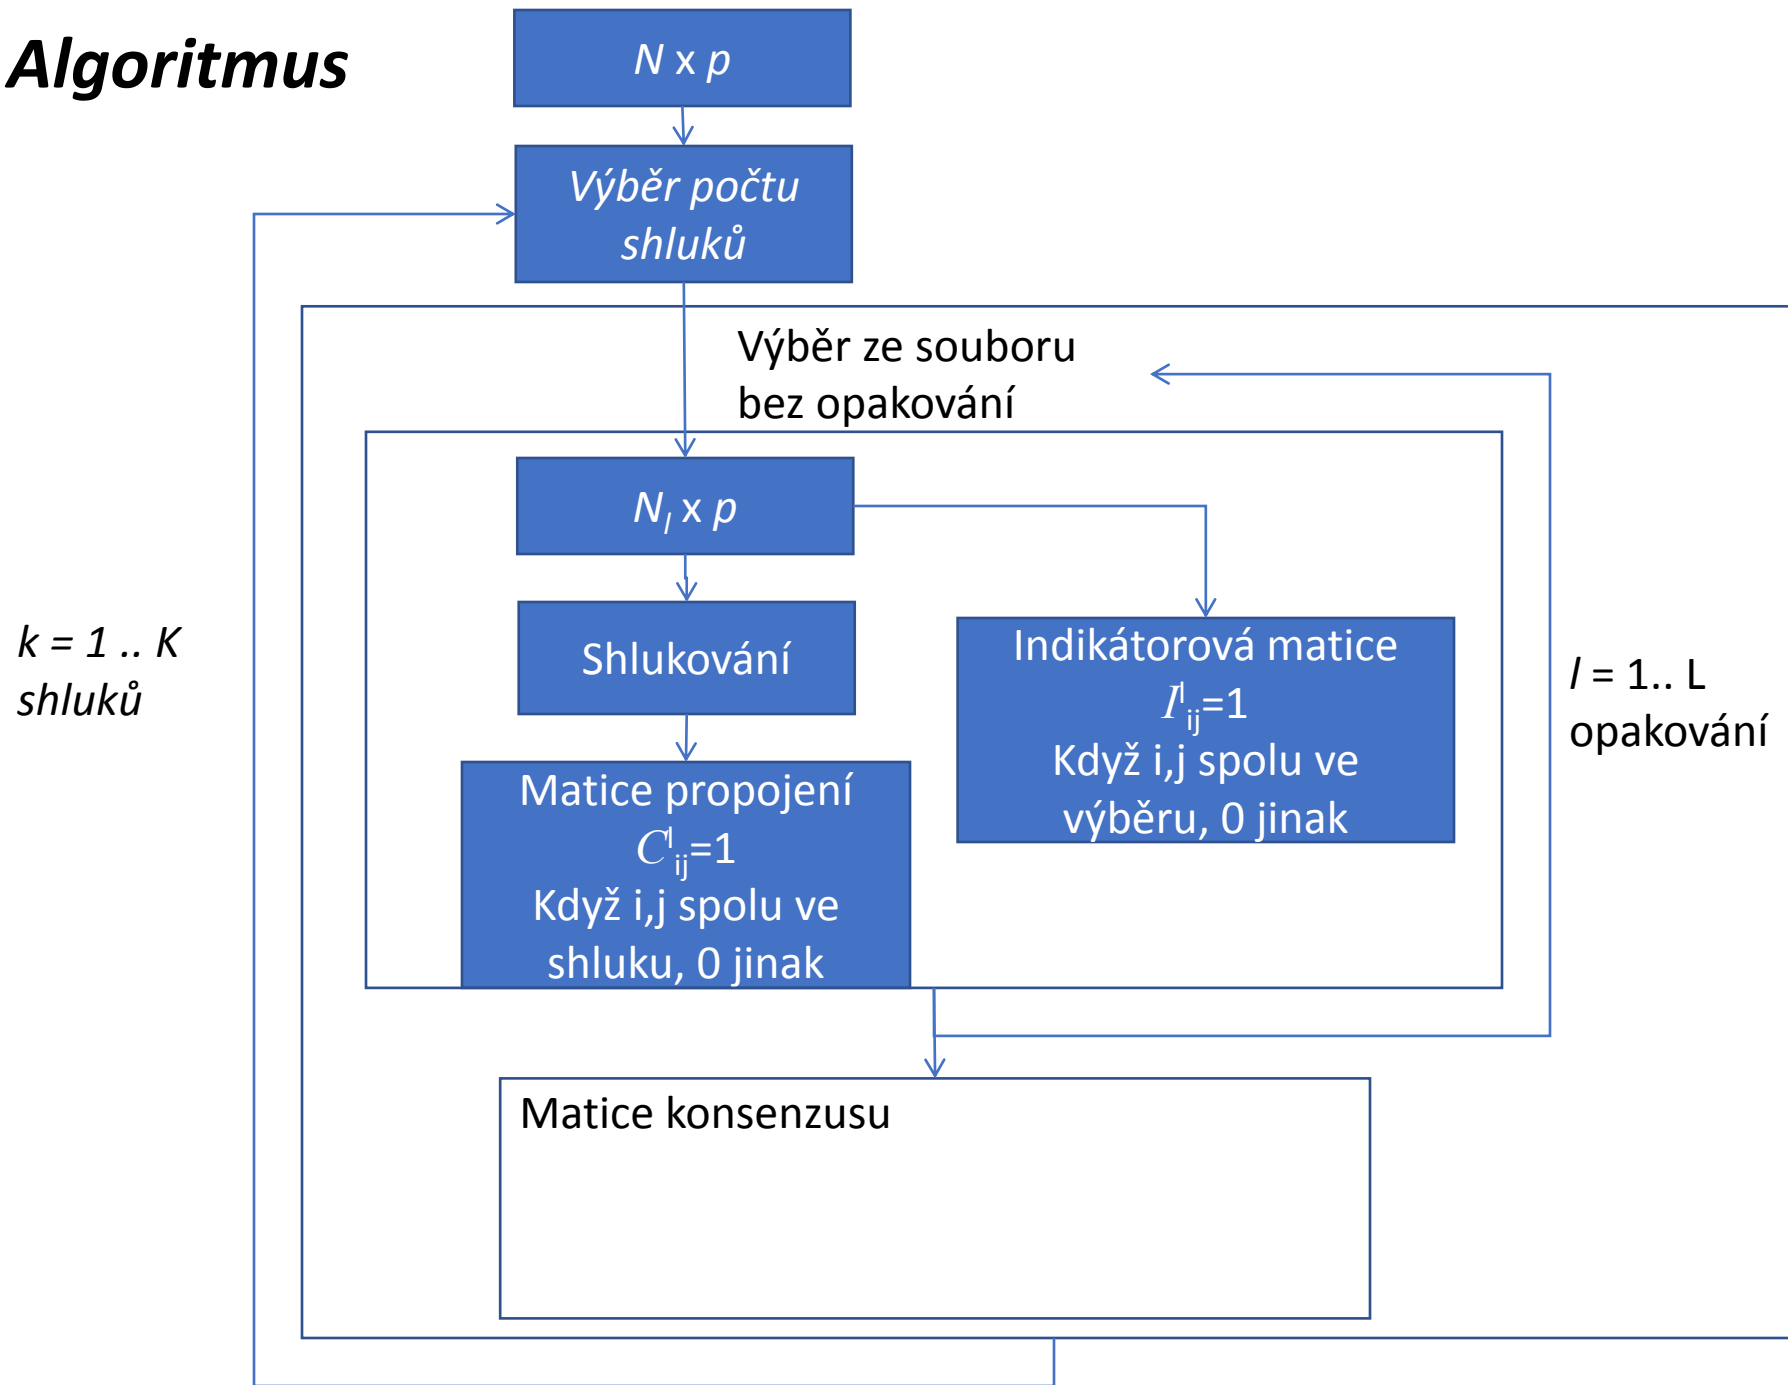 Algoritmus
N x p
Výběr počtu
shluků
Výběr ze souboru
bez opakování
N_l x p
Shlukování
Indikátorová matice
I^l_ij=1
Když i,j spolu ve
výběru, 0 jinak
k = 1 .. K
shluků
l = 1.. L
opakování
Matice propojení
C^l_ij=1
Když i,j spolu ve
shluku, 0 jinak
Matice konsenzusu